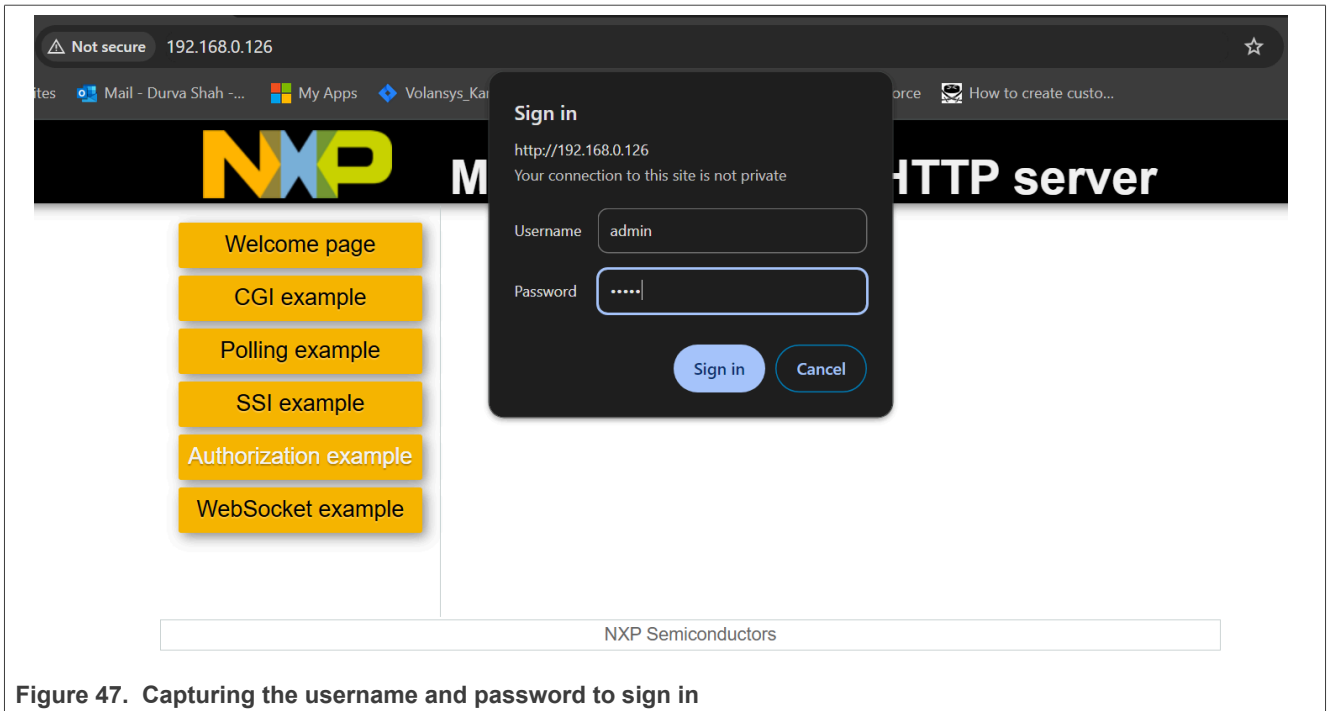 Not secure 192.168.0.126
ites Mail - Durva Shah -... My Apps Volansys_Ka orce How to create custo...
NXP M HTTP server
Sign in
http://192.168.0.126
Your connection to this site is not private
Username admin
Password •••••
Sign in Cancel
Welcome page
CGI example
Polling example
SSI example
Authorization example
WebSocket example
NXP Semiconductors
Figure 47. Capturing the username and password to sign in